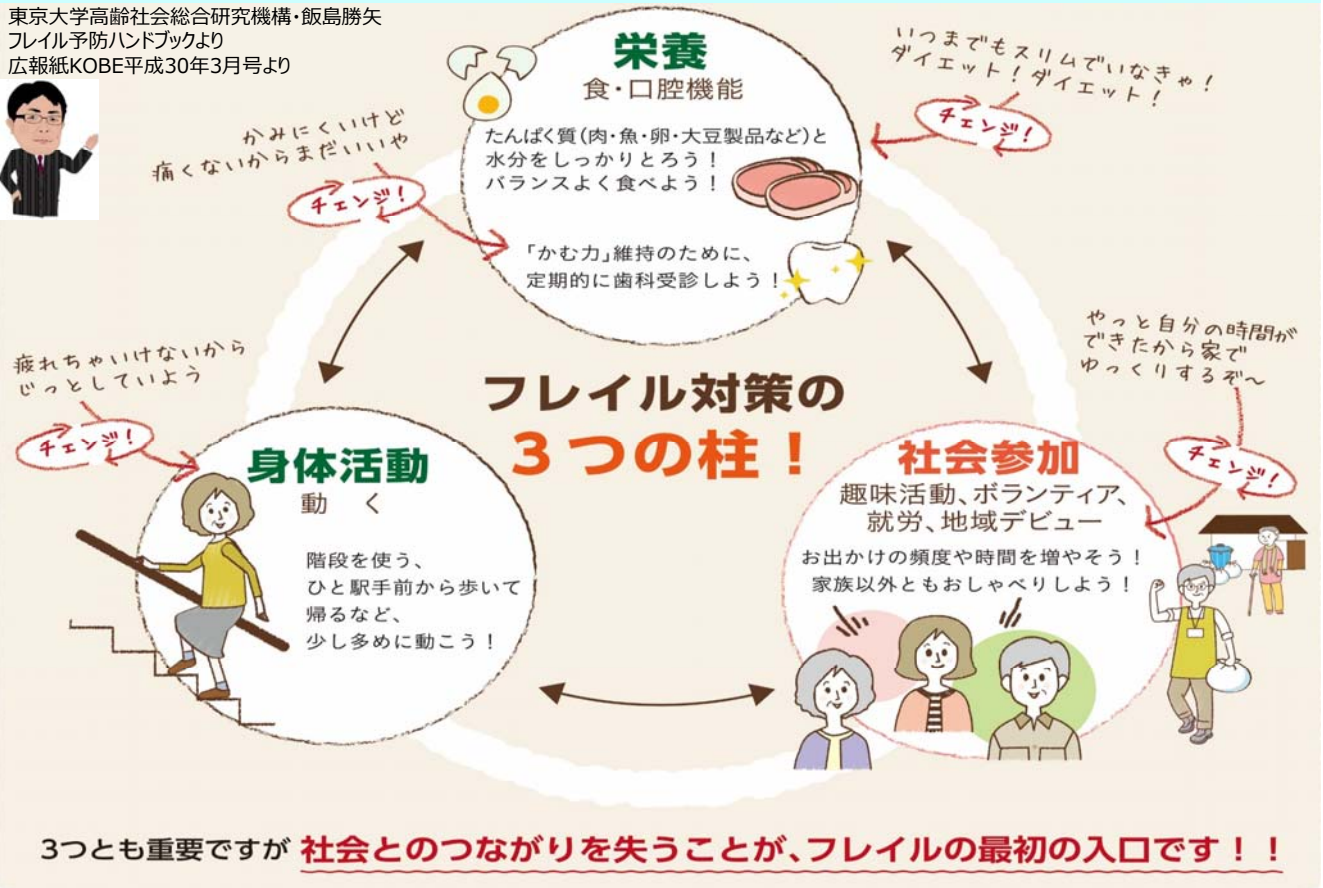 東京大学高齢社会総合研究機構・飯島勝矢
フレイル予防ハンドブックより
広報紙KOBE平成30年3月号より
栄養
食・口腔機能
たんぱく質(肉・魚・卵・大豆製品など)と
水分をしっかりとろう!
バランスよく食べよう!
「かむ力」維持のために、
定期的に歯科受診しよう!
いつまでもスリムでいなきゃ!
ダイエット!ダイエット!
チェンジ!
かみにくいけど
痛くないからまだいいや
チェンジ!
フレイル対策の
3つの柱!
疲れちゃいけないから
じっとしていよう
チェンジ!
身体活動
動 く
階段を使う、
ひと駅手前から歩いて
帰るなど、
少し多めに動こう!
やっと自分の時間が
できたから家で
ゆっくりするぞ〜
チェンジ!
社会参加
趣味活動、ボランティア、
就労、地域デビュー
お出かけの頻度や時間を増やそう!
家族以外ともおしゃべりしよう!
3つとも重要ですが 社会とのつながりを失うことが、フレイルの最初の入口です!!